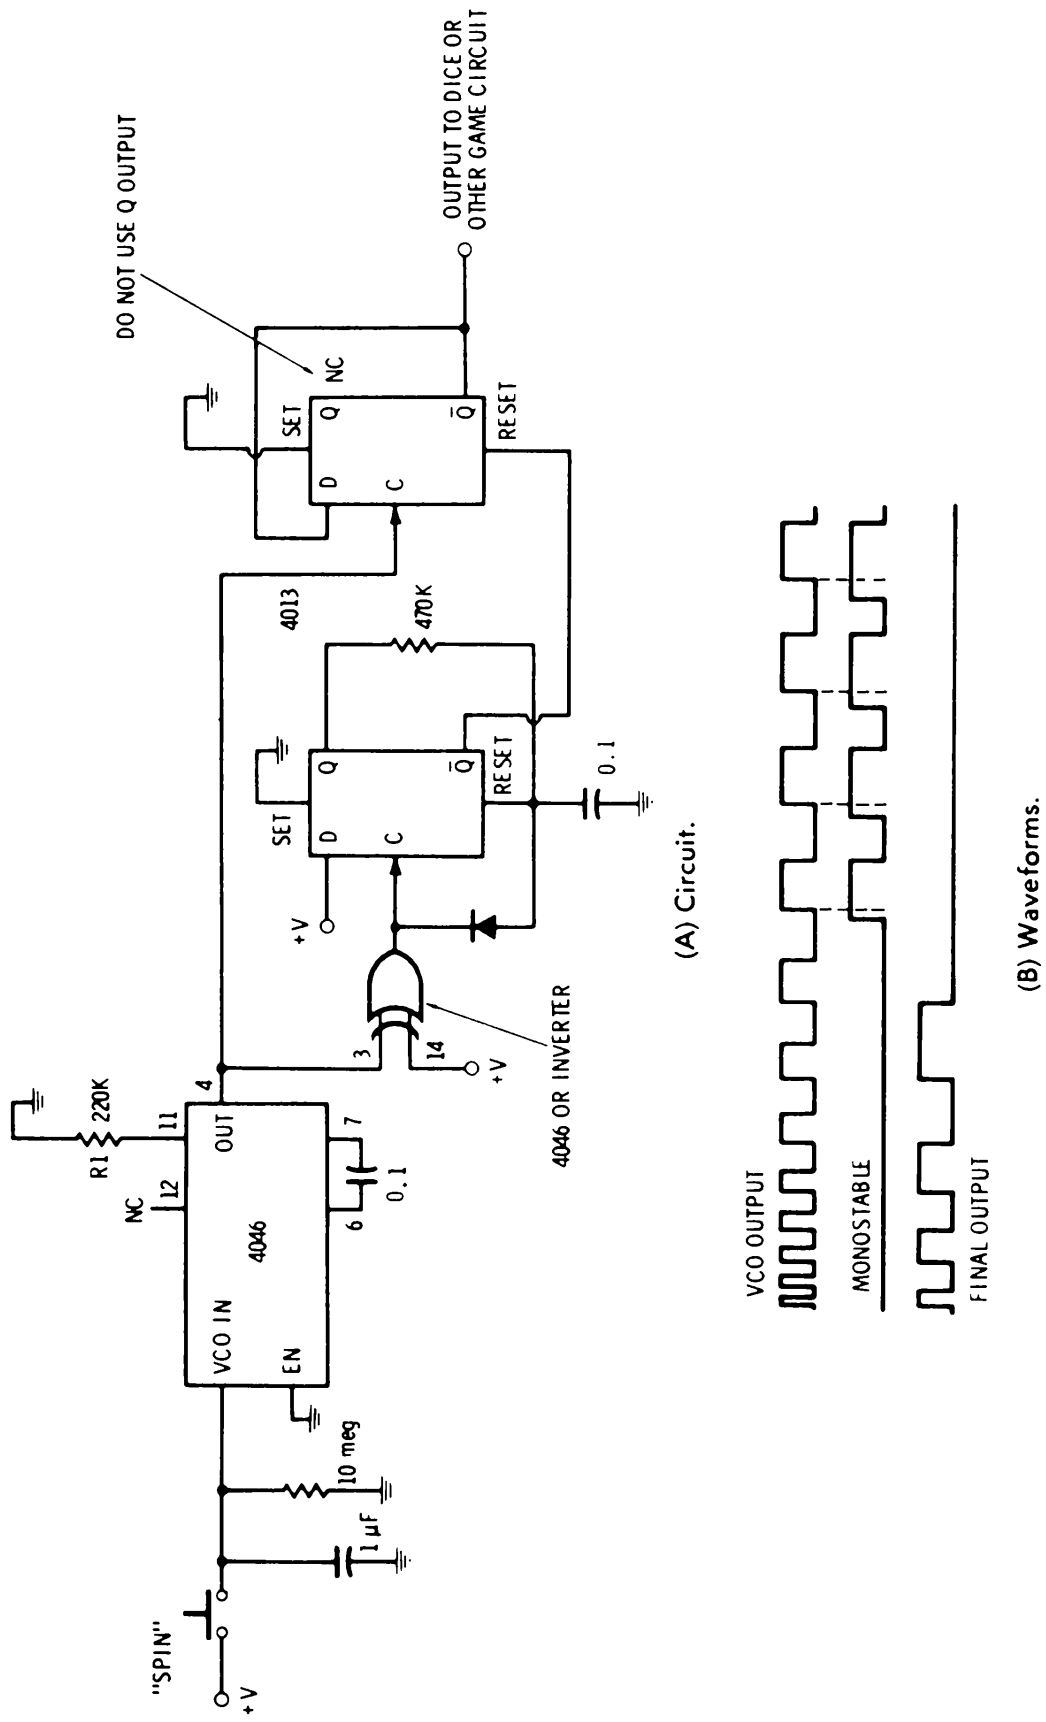 "SPIN"
+V
1 µF
10 meg
VCO IN
EN
4046
NC
12
11
R1
220K
OUT
4
6
7
0.1
3
14
+V
4046 OR INVERTER
+V
SET
D
Q
C
Q
RESET
0.1
470K
4013
SET
D
Q
C
Q
RESET
NC
DO NOT USE Q OUTPUT
OUTPUT TO DICE OR
OTHER GAME CIRCUIT
(A) Circuit.
VCO OUTPUT
MONOSTABLE
FINAL OUTPUT
(B) Waveforms.